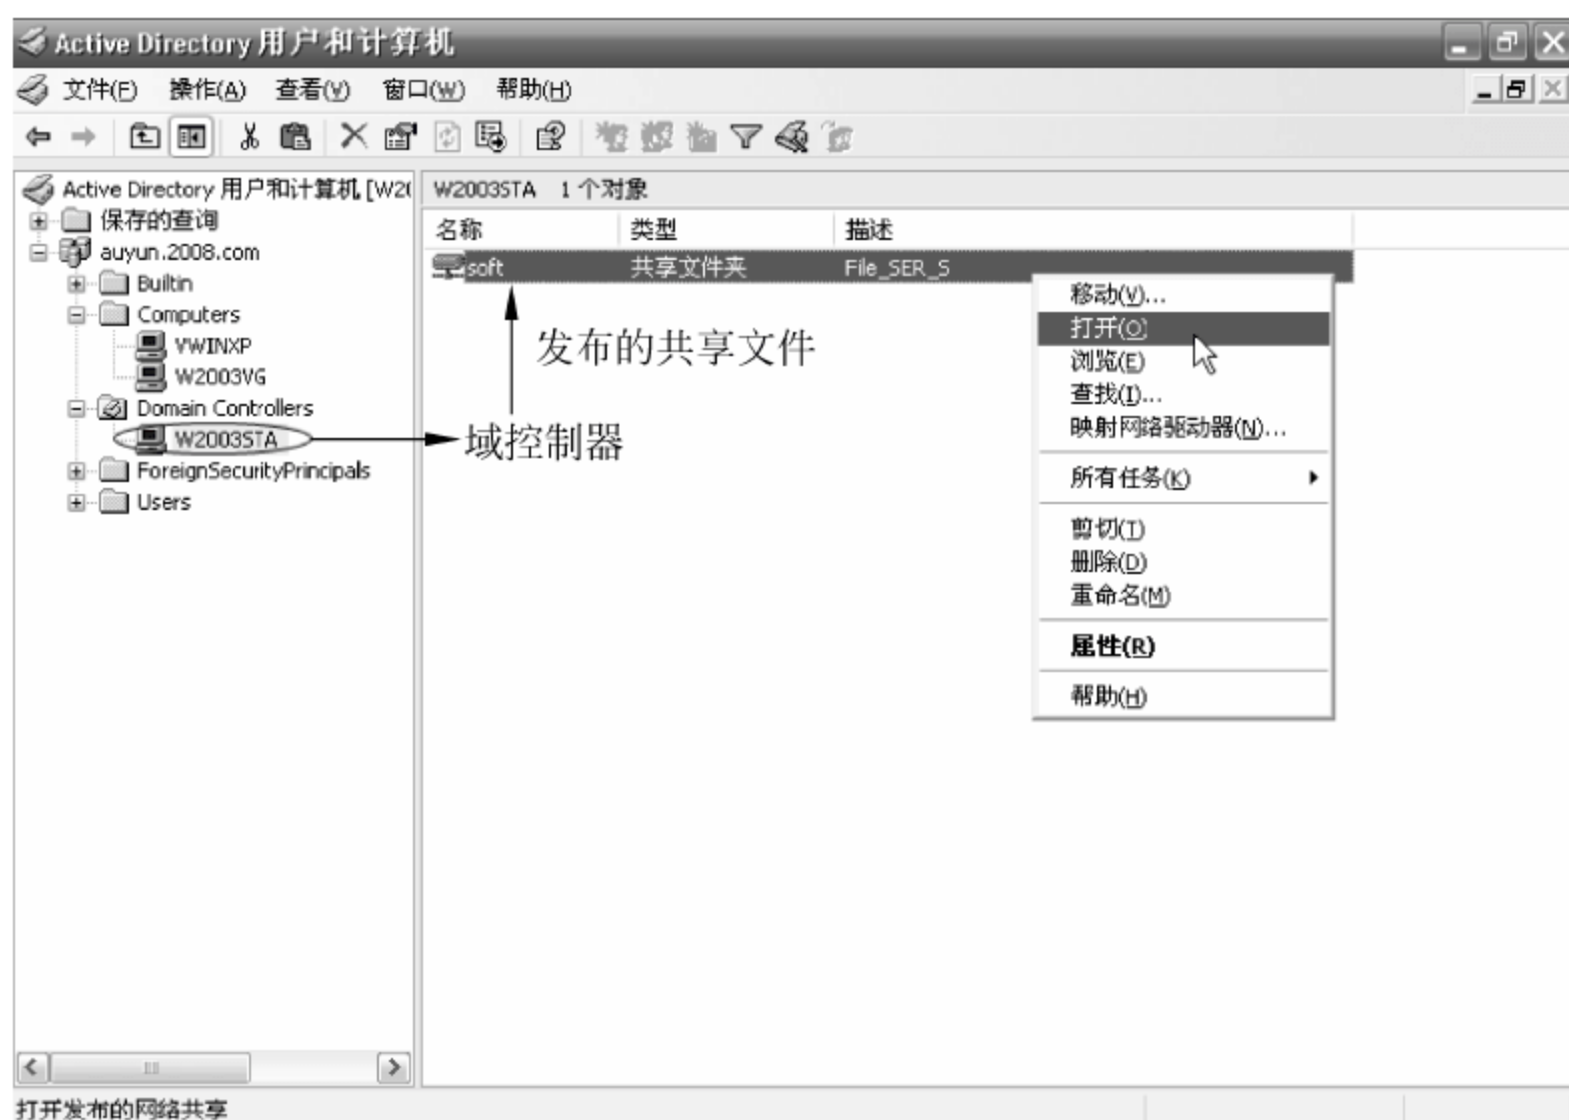 Active Directory 用户和计算机
文件(F) 操作(A) 查看(V) 窗口(W) 帮助(H)
Active Directory 用户和计算机 [W20
保存的查询
auyun.2008.com
Builtin
Computers
VWINXP
W2003VG
Domain Controllers
W2003STA
ForeignSecurityPrincipals
Users
W2003STA 1 个对象
名称 类型 描述
soft 共享文件夹 File_SER_S
发布的共享文件
域控制器
移动(V)...
打开(O)
浏览(E)
查找(I)...
映射网络驱动器(N)...
所有任务(K)
剪切(T)
删除(D)
重命名(M)
属性(R)
帮助(H)
打开发布的网络共享